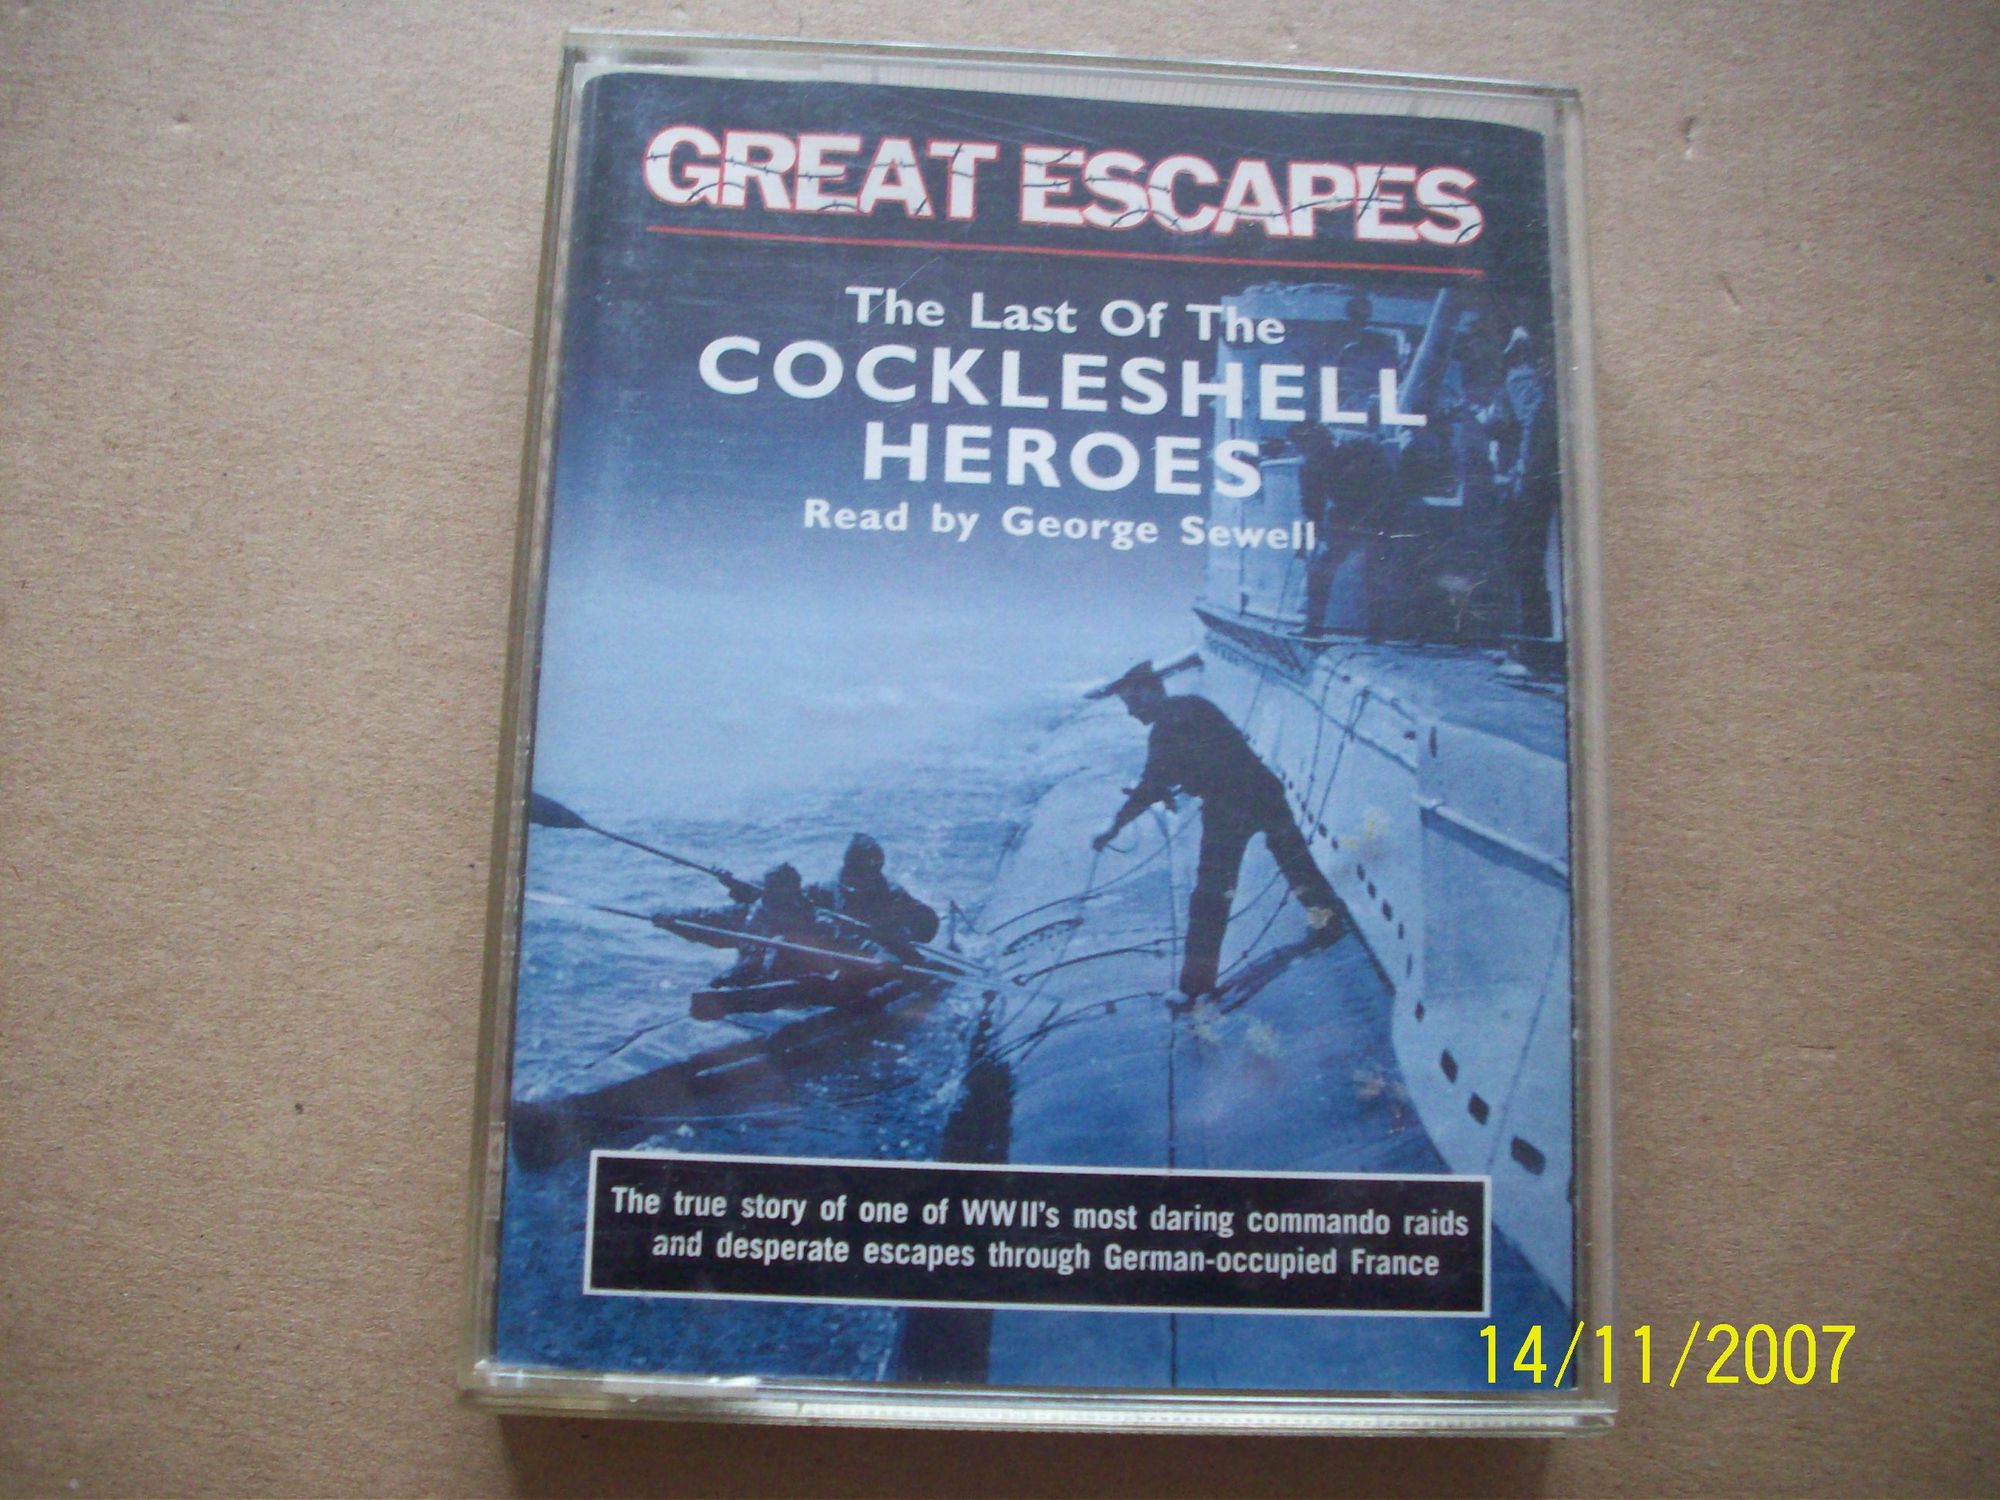 GREAT ESCAPES
The Last Of The
COCKLESHELL
HEROES
Read by George Sewell
The true story of one of WWII's most daring commando raids
and desperate escapes through German-occupied France
14/11/2007